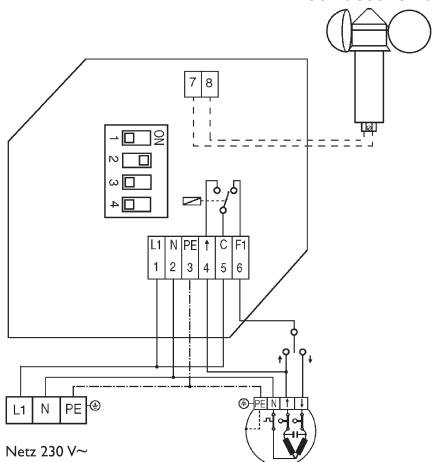 7 8
ON
1
2
3
4
L1 N PE ↑ C F1
1 2 3 4 5 6
↑ ↓
L1 N PE
PE N ↑ ↓
Netz 230 V~